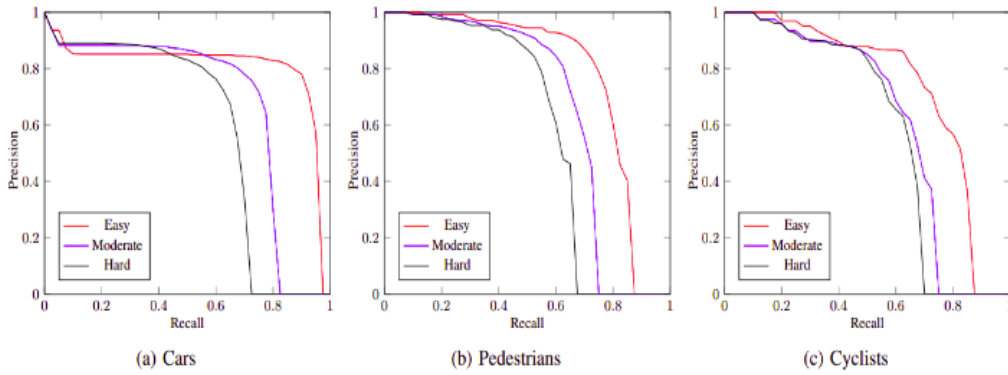 1
0.8
0.6
0.4
0.2
0
Precision
Easy
Moderate
Hard
0 0.2 0.4 0.6 0.8 1
Recall
(a) Cars
1
0.8
0.6
0.4
0.2
0
Precision
Easy
Moderate
Hard
0 0.2 0.4 0.6 0.8 1
Recall
(b) Pedestrians
1
0.8
0.6
0.4
0.2
0
Precision
Easy
Moderate
Hard
0 0.2 0.4 0.6 0.8
Recall
(c) Cyclists